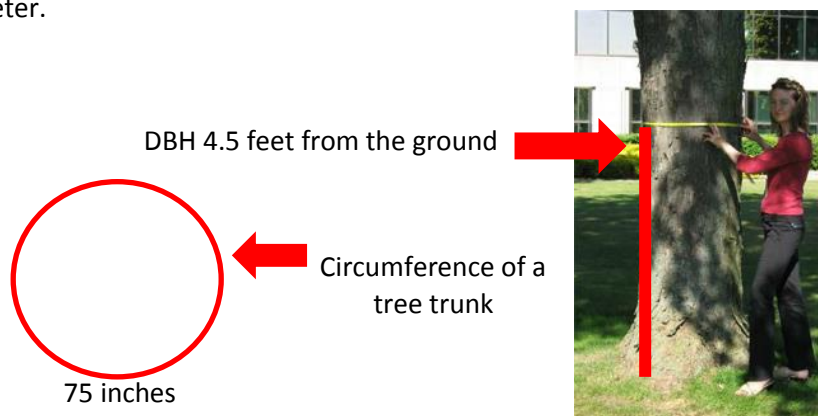 eter.
DBH 4.5 feet from the ground
Circumference of a
tree trunk
75 inches